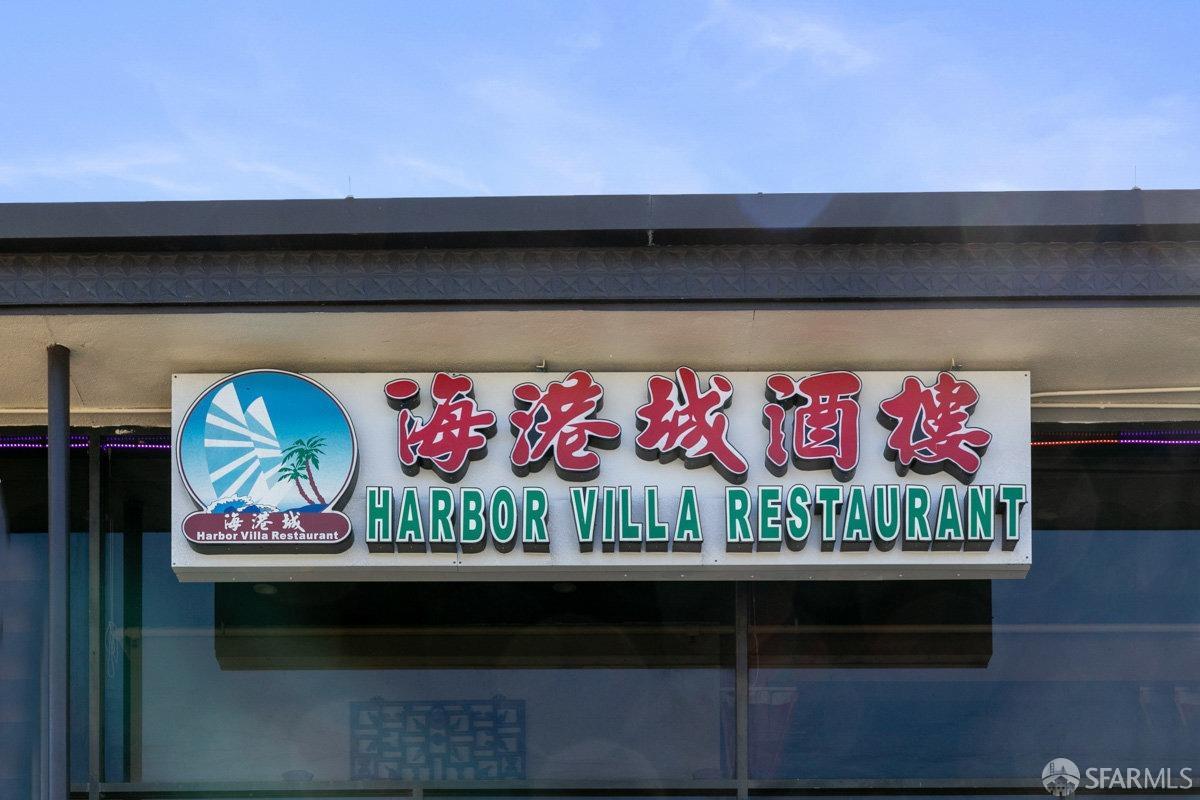 海港城酒樓
HARBOR VILLA RESTAURANT
海港城
Harbor Villa Restaurant
SFARMLS